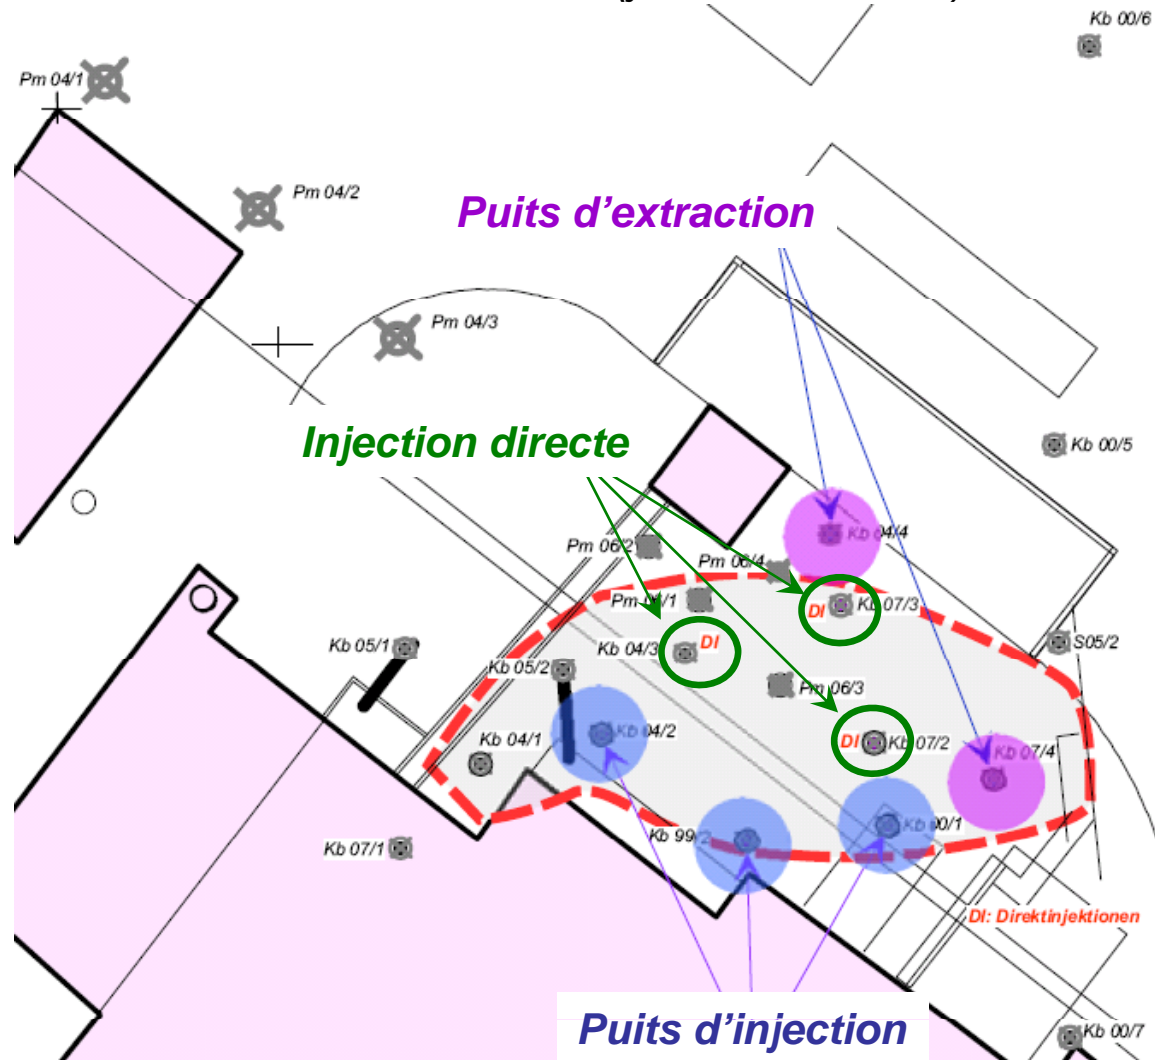 Kb 00/6
Pm 04/1
Pm 04/2
Puits d'extraction
Pm 04/3
Injection directe
Kb 00/5
Kb 04/4
Pm 06/2
Pm 06/4
Pm 06/1
DI
Kb 07/3
Kb 05/1
Kb 04/3
DI
S05/2
Kb 05/2
Pm 06/3
Kb 04/2
Kb 04/1
DI
Kb 07/2
Kb 07/4
Kb 99/2
Kb 00/1
Kb 07/1
DI: Direktinjektionen
Puits d'injection
Kb 00/7